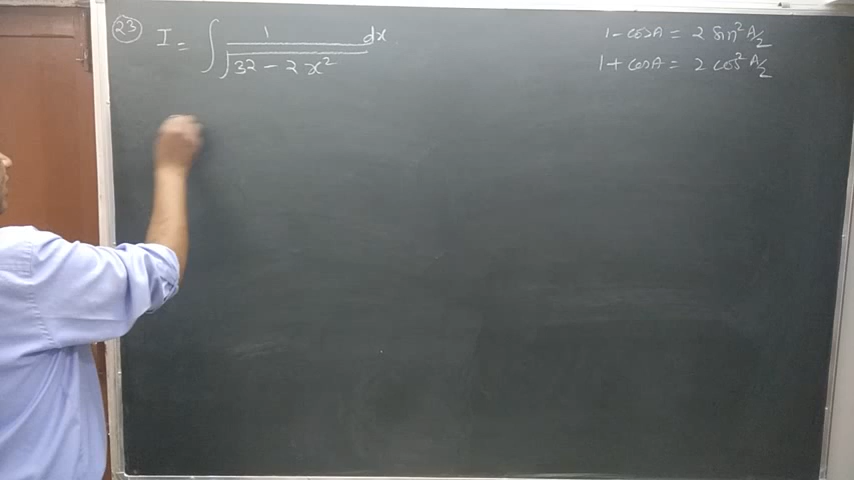 (23) I = ∫ 1/√(32 - 2x²) dx
1 - cosA = 2 sin² A/2
1 + cosA = 2 cos² A/2